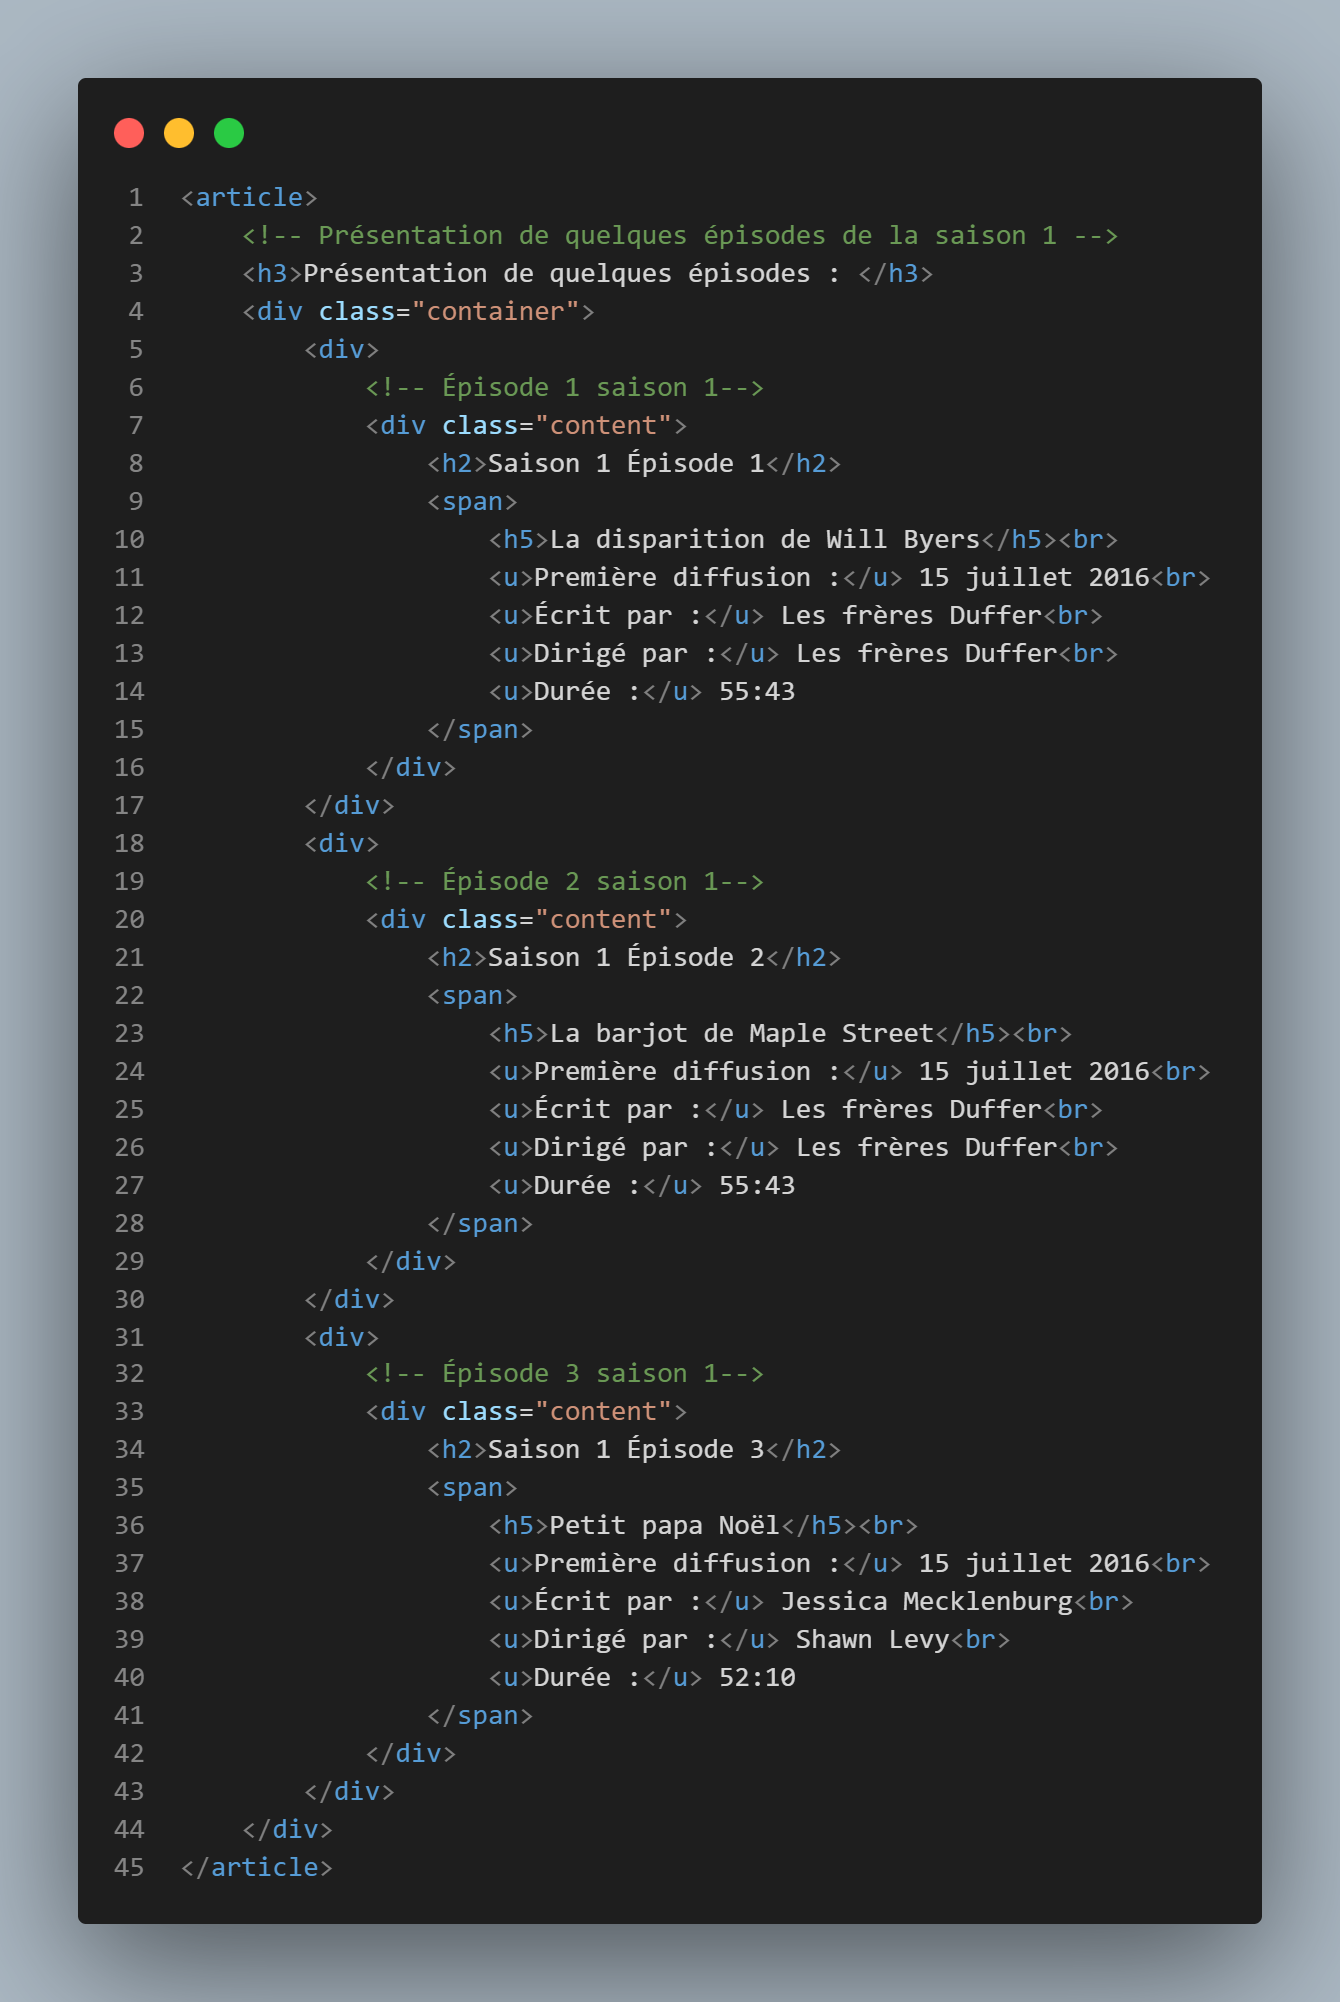 1 <article>
2     <!-- Présentation de quelques épisodes de la saison 1 -->
3     <h3>Présentation de quelques épisodes : </h3>
4     <div class="container">
5         <div>
6             <!-- Épisode 1 saison 1-->
7             <div class="content">
8                 <h2>Saison 1 Épisode 1</h2>
9                 <span>
10                     <h5>La disparition de Will Byers</h5><br>
11                     <u>Première diffusion :</u> 15 juillet 2016<br>
12                     <u>Écrit par :</u> Les frères Duffer<br>
13                     <u>Dirigé par :</u> Les frères Duffer<br>
14                     <u>Durée :</u> 55:43
15                 </span>
16             </div>
17         </div>
18         <div>
19             <!-- Épisode 2 saison 1-->
20             <div class="content">
21                 <h2>Saison 1 Épisode 2</h2>
22                 <span>
23                     <h5>La barjot de Maple Street</h5><br>
24                     <u>Première diffusion :</u> 15 juillet 2016<br>
25                     <u>Écrit par :</u> Les frères Duffer<br>
26                     <u>Dirigé par :</u> Les frères Duffer<br>
27                     <u>Durée :</u> 55:43
28                 </span>
29             </div>
30         </div>
31         <div>
32             <!-- Épisode 3 saison 1-->
33             <div class="content">
34                 <h2>Saison 1 Épisode 3</h2>
35                 <span>
36                     <h5>Petit papa Noël</h5><br>
37                     <u>Première diffusion :</u> 15 juillet 2016<br>
38                     <u>Écrit par :</u> Jessica Mecklenburg<br>
39                     <u>Dirigé par :</u> Shawn Levy<br>
40                     <u>Durée :</u> 52:10
41                 </span>
42             </div>
43         </div>
44     </div>
45 </article>